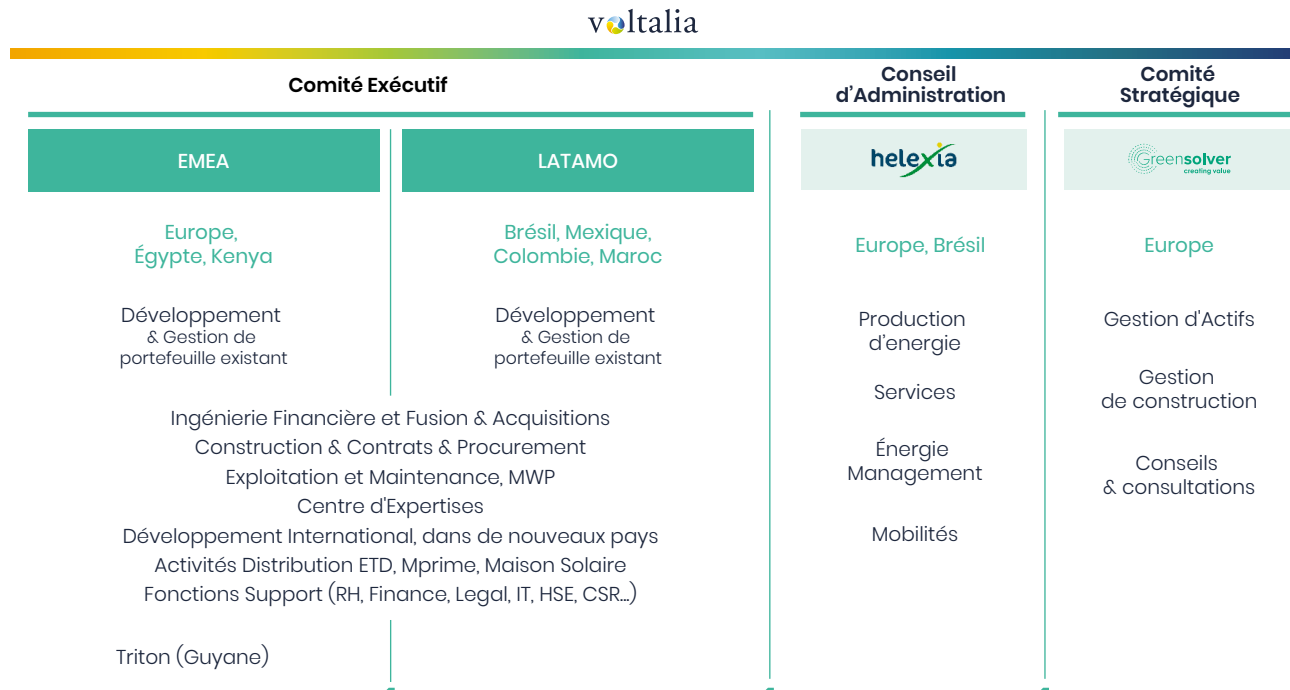 voltalia
Comité Exécutif
Conseil
d'Administration
Comité
Stratégique
EMEA
LATAMO
helexia
Greensolver
creating value
Europe,
Égypte, Kenya
Brésil, Mexique,
Colombie, Maroc
Europe, Brésil
Europe
Développement
& Gestion de
portefeuille existant
Développement
& Gestion de
portefeuille existant
Ingénierie Financière et Fusion & Acquisitions
Construction & Contrats & Procurement
Exploitation et Maintenance, MWP
Centre d'Expertises
Développement International, dans de nouveaux pays
Activités Distribution ETD, Mprime, Maison Solaire
Fonctions Support (RH, Finance, Legal, IT, HSE, CSR...)
Triton (Guyane)
Production
d'energie
Services
Énergie
Management
Mobilités
Gestion d'Actifs
Gestion
de construction
Conseils
& consultations